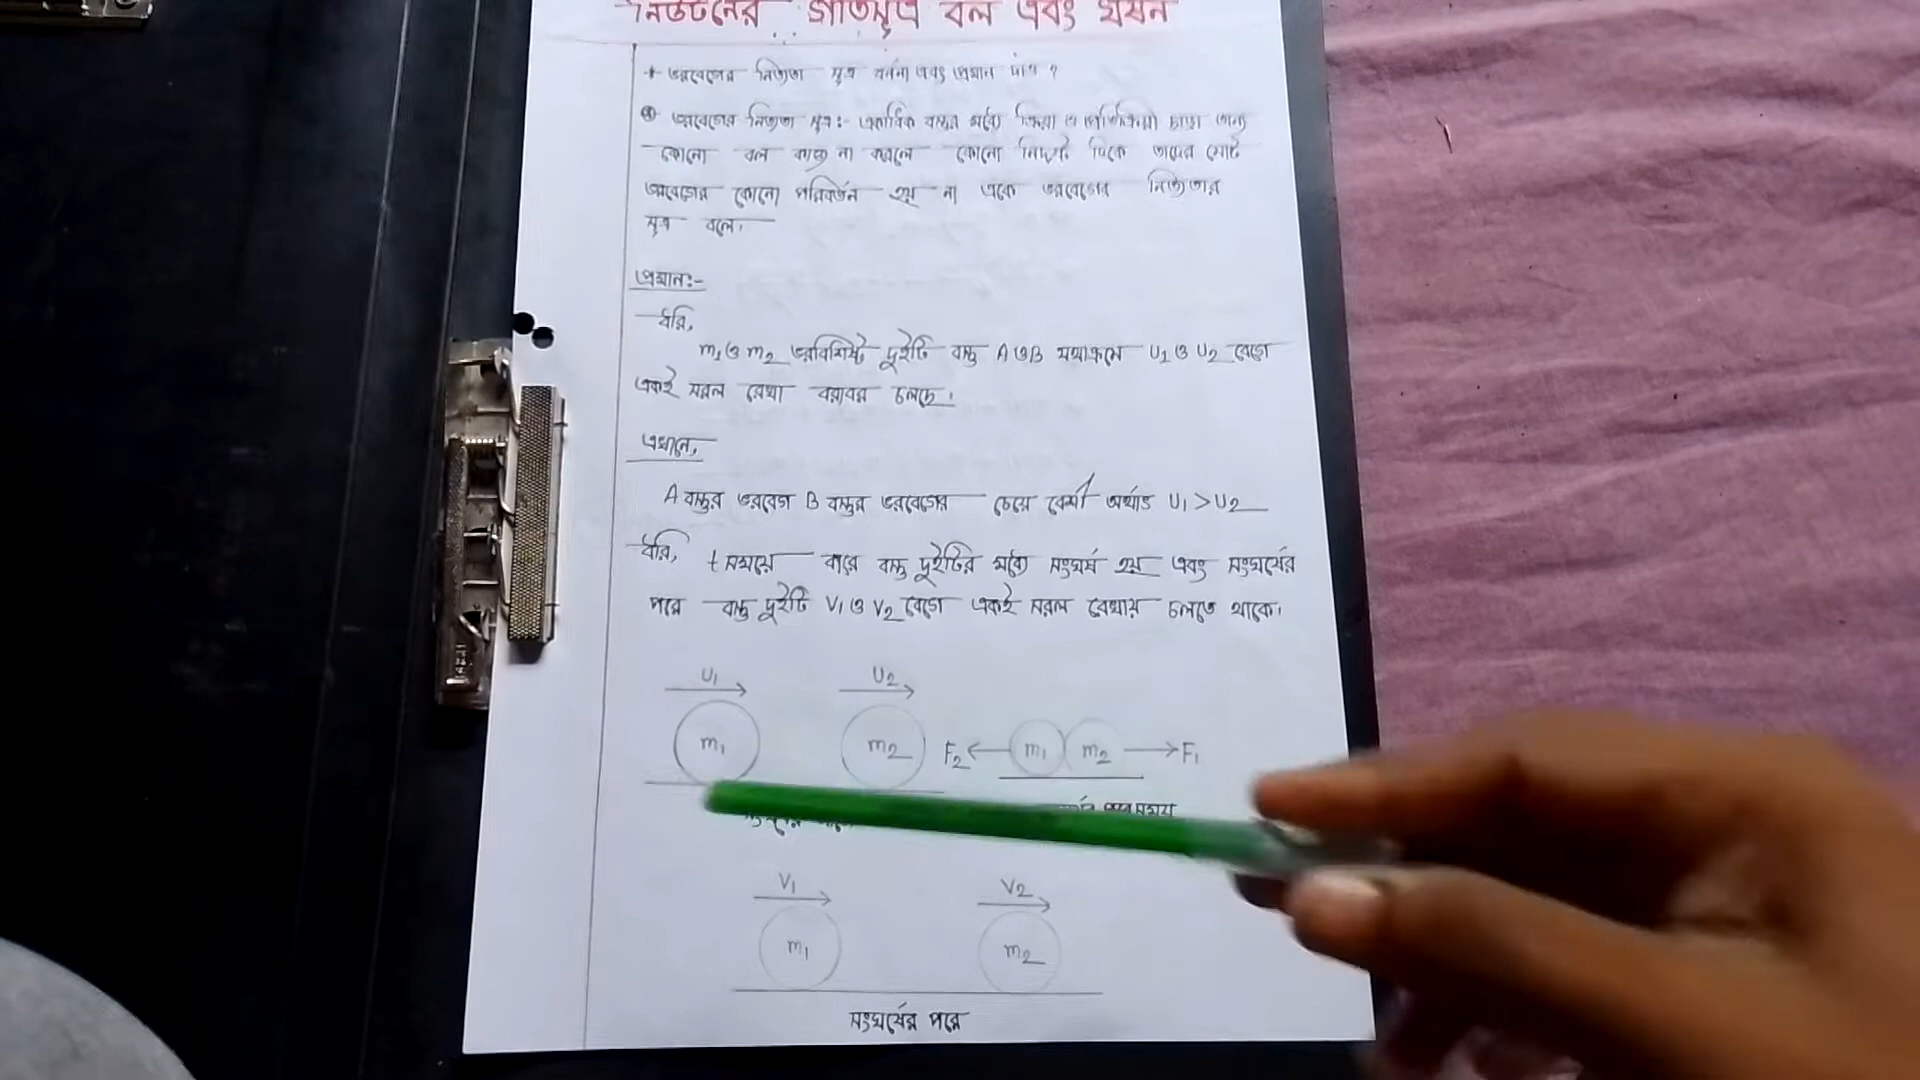 নিউটনের গতিসূত্র বল এবং ঘর্ষন
* ভরবেগের নিত্যতা সূত্র বর্ননা এবং প্রমান দাও ?
ভরবেগের নিত্যতা সূত্র:- একাধিক বস্তুর মধ্যে ক্রিয়া ও প্রতিক্রিয়া ছাড়া অন্য
কোনো বল কাজ না করলে কোনো নির্দিষ্ট দিকে তাদের মোট
ভরবেগের কোনো পরিবর্তন হয় না একে ভরবেগের নিত্যতার
সূত্র বলে।
প্রমান:-
ধরি,
m₁ ও m₂ ভরবিশিষ্ট দুইটি বস্তু A ও B যথাক্রমে U₁ ও U₂ বেগে
একই সরল রেখা বরাবর চলছে।
এখানে,
A বস্তুর ভরবেগ B বস্তুর ভরবেগের চেয়ে বেশী অর্থাৎ U₁ > U₂
ধরি, t সময়ে বারে বস্তু দুইটির মধ্যে সংঘর্ষ হয় এবং সংঘর্ষের
পরে বস্তু দুইটি V₁ ও V₂ বেগে একই সরল রেখায় চলতে থাকে।
U₁ U₂
m₁ m₂ F₂ m₁ m₂ F₁
সময়
V₁ V₂
m₁ m₂
সংঘর্ষের পরে